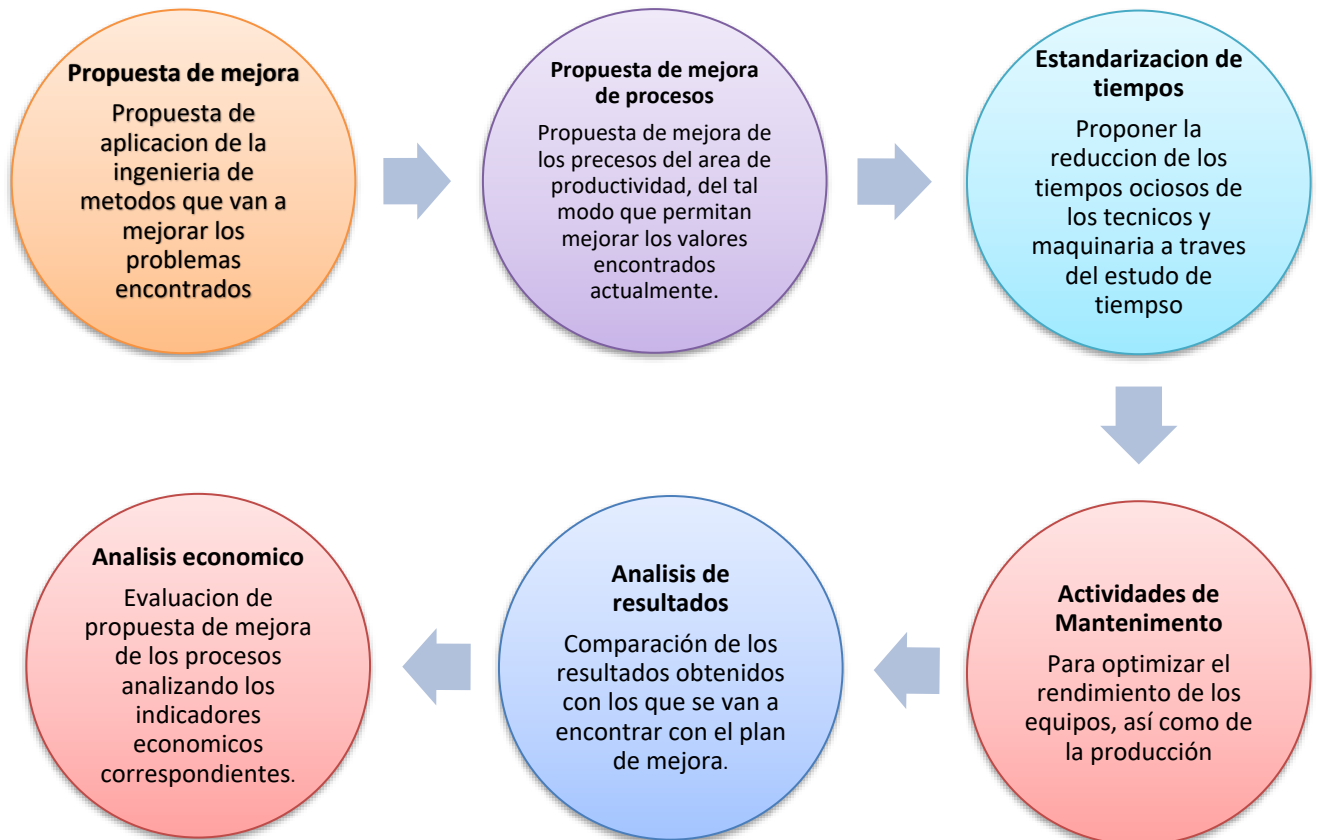 Propuesta de mejora
Propuesta de
aplicacion de la
ingenieria de
metodos que van a
mejorar los
problemas
encontrados
Propuesta de mejora
de procesos
Propuesta de mejora de
los precesos del area de
productividad, del tal
modo que permitan
mejorar los valores
encontrados
actualmente.
Estandarizacion de
tiempos
Proponer la
reduccion de los
tiempos ociosos de
los tecnicos y
maquinaria a traves
del estudo de
tiempso
Actividades de
Mantenimento
Para optimizar el
rendimiento de los
equipos, así como de
la producción
Analisis de
resultados
Comparación de los
resultados obtenidos
con los que se van a
encontrar con el plan
de mejora.
Analisis economico
Evaluacion de
propuesta de mejora
de los procesos
analizando los
indicadores
economicos
correspondientes.